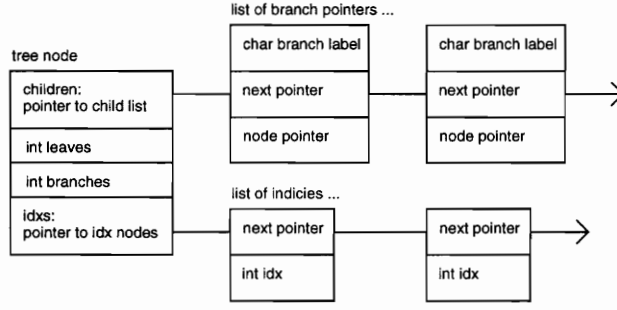 list of branch pointers ...
tree node
children:
pointer to child list
int leaves
int branches
idxs:
pointer to idx nodes
char branch label
next pointer
node pointer
char branch label
next pointer
node pointer
list of indicies ...
next pointer
int idx
next pointer
int idx